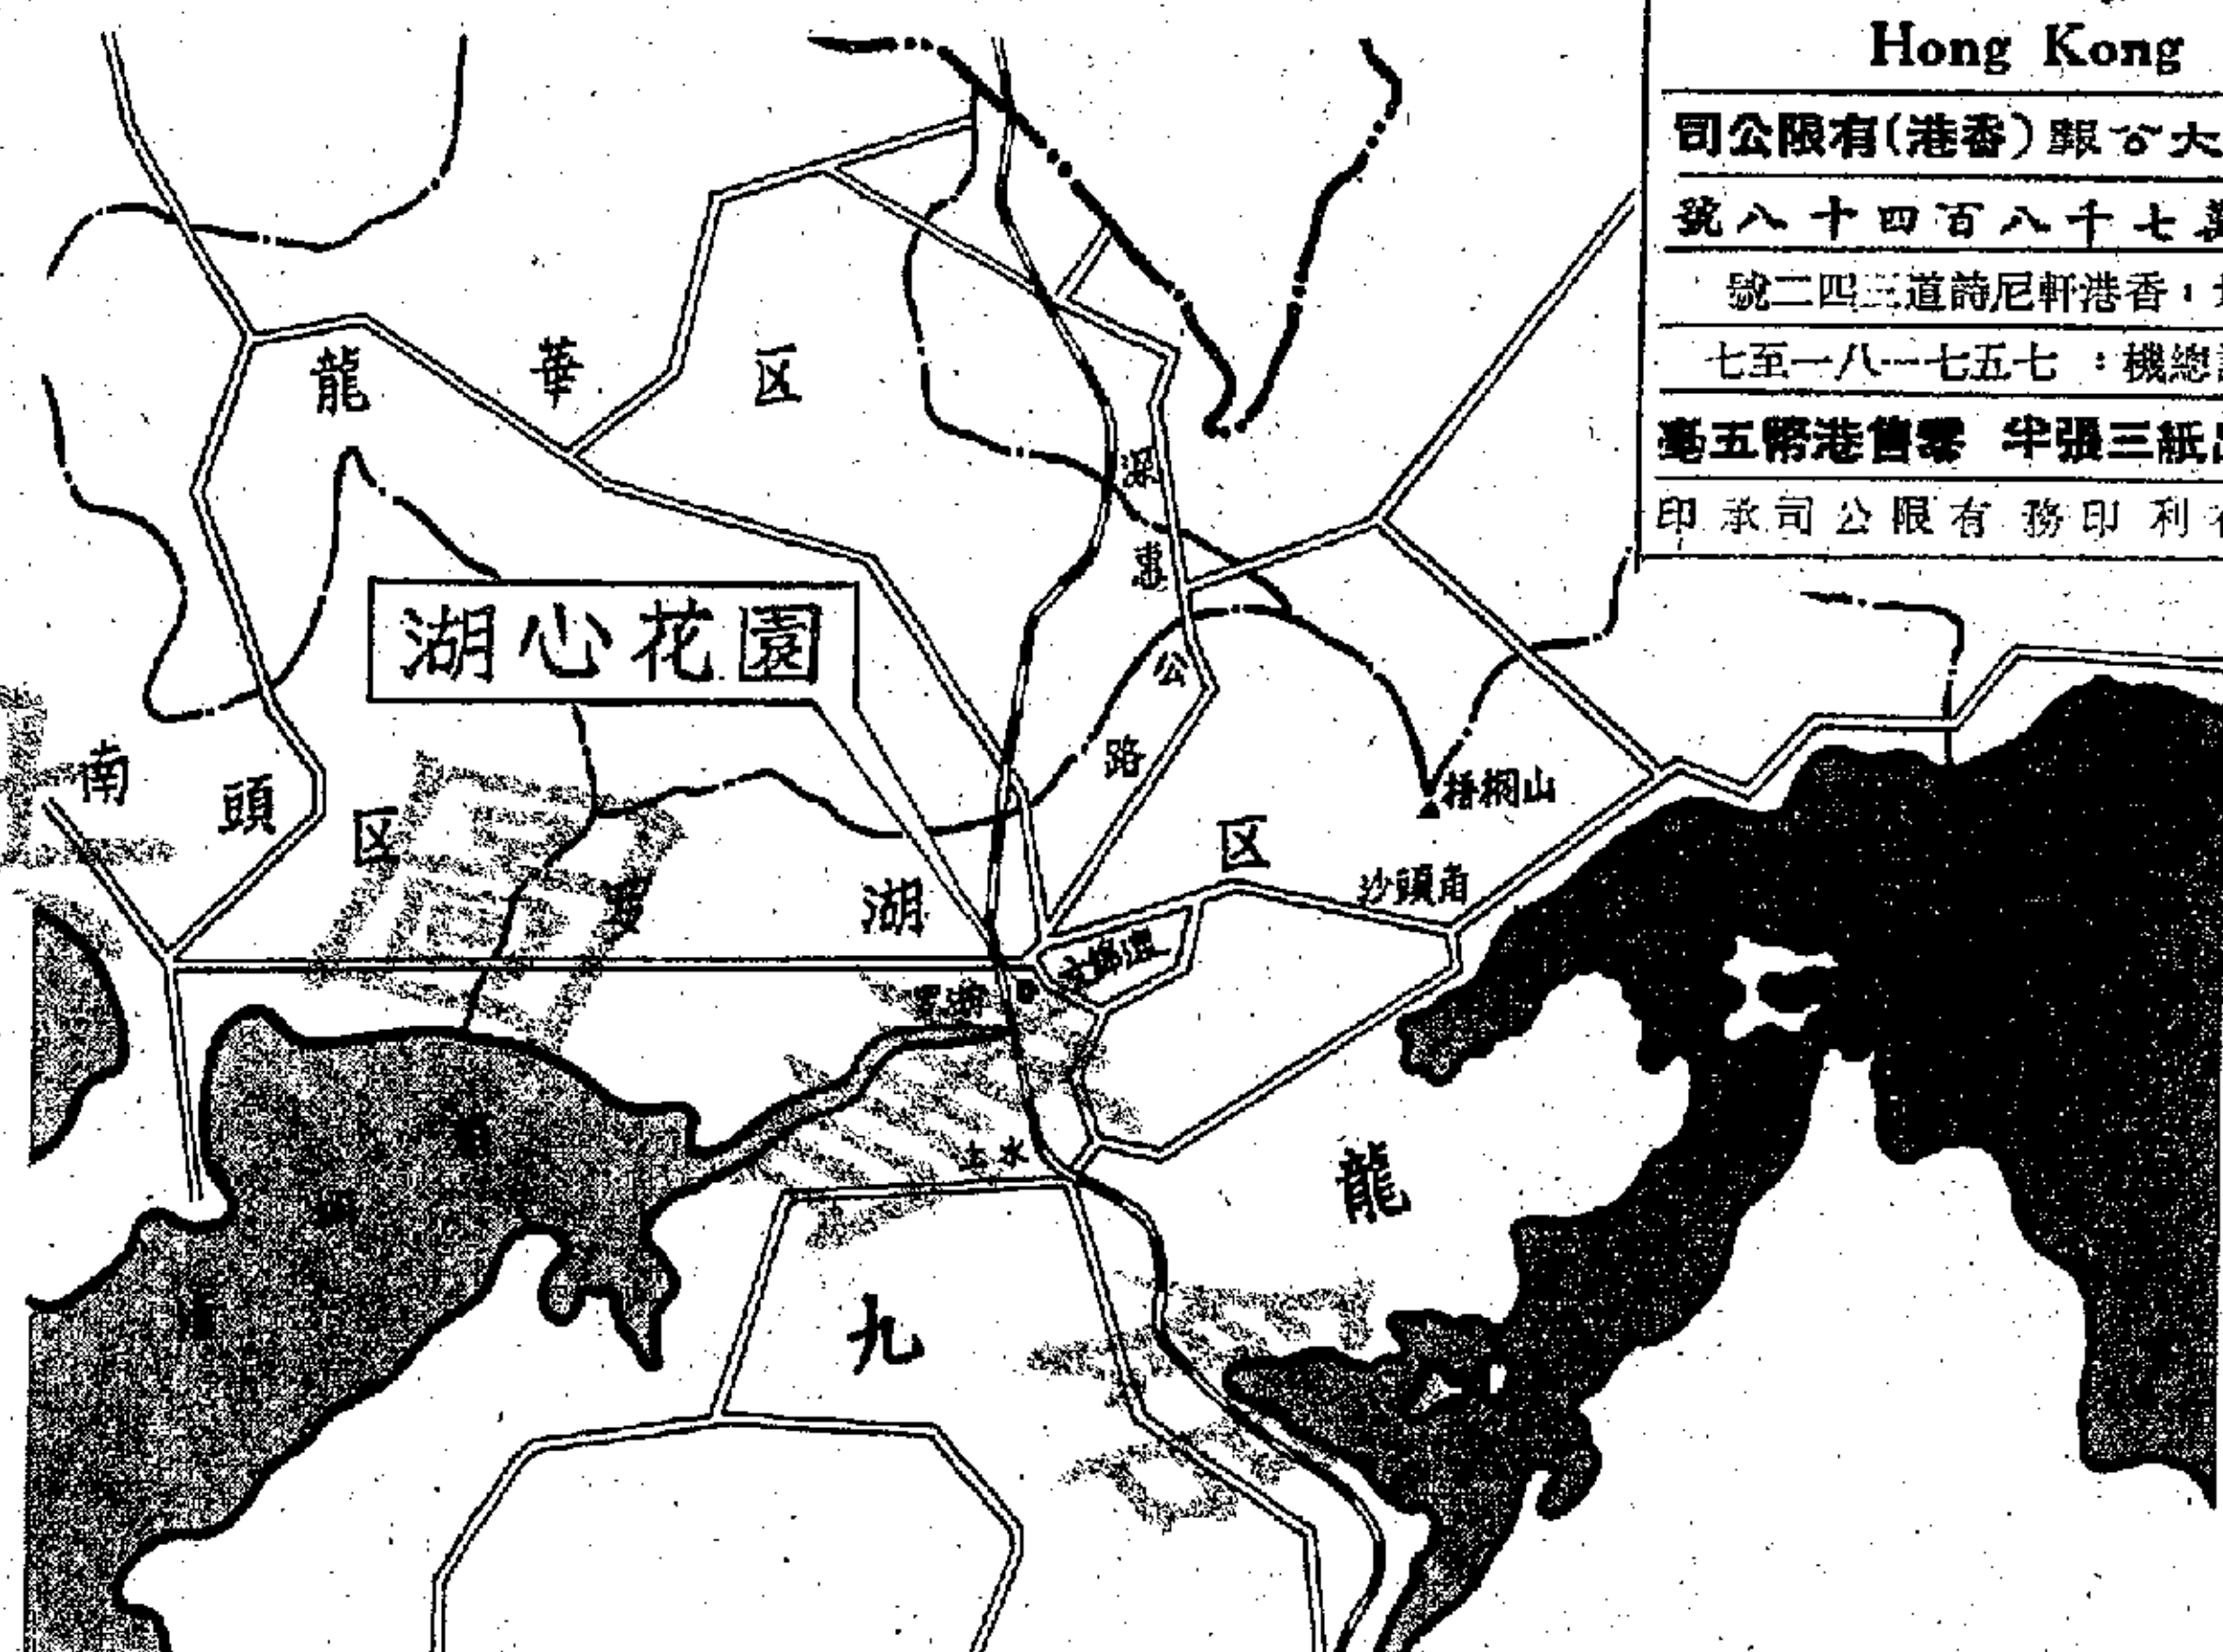 Hong Kong
大公報(香港)有限公司
七千八百四十八號
香港軒尼詩道三四二號
機:七五七一一八一至七
紙三張半 零售港幣五毫
利印務有限公司承印
龍華区
深惠公路
湖心花園
南頭区
梧桐山
羅湖区
沙頭角
文錦渡
羅湖
上水
九龍